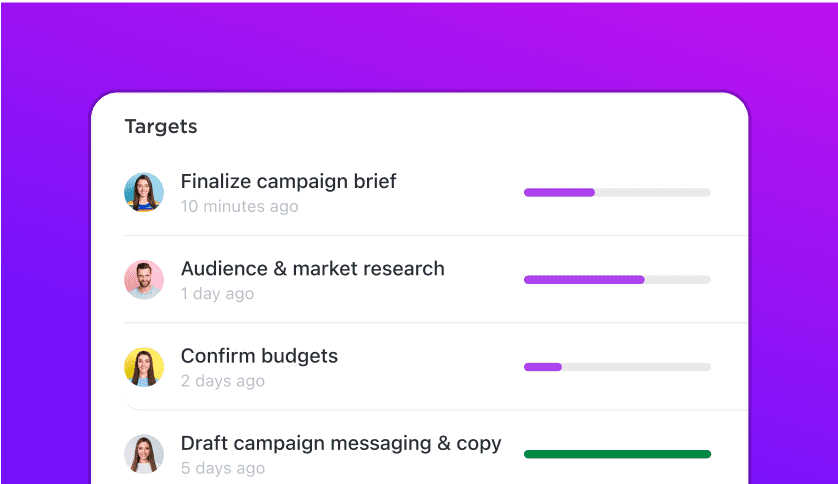 Targets
Finalize campaign brief
10 minutes ago
Audience & market research
1 day ago
Confirm budgets
2 days ago
Draft campaign messaging & copy
5 days ago